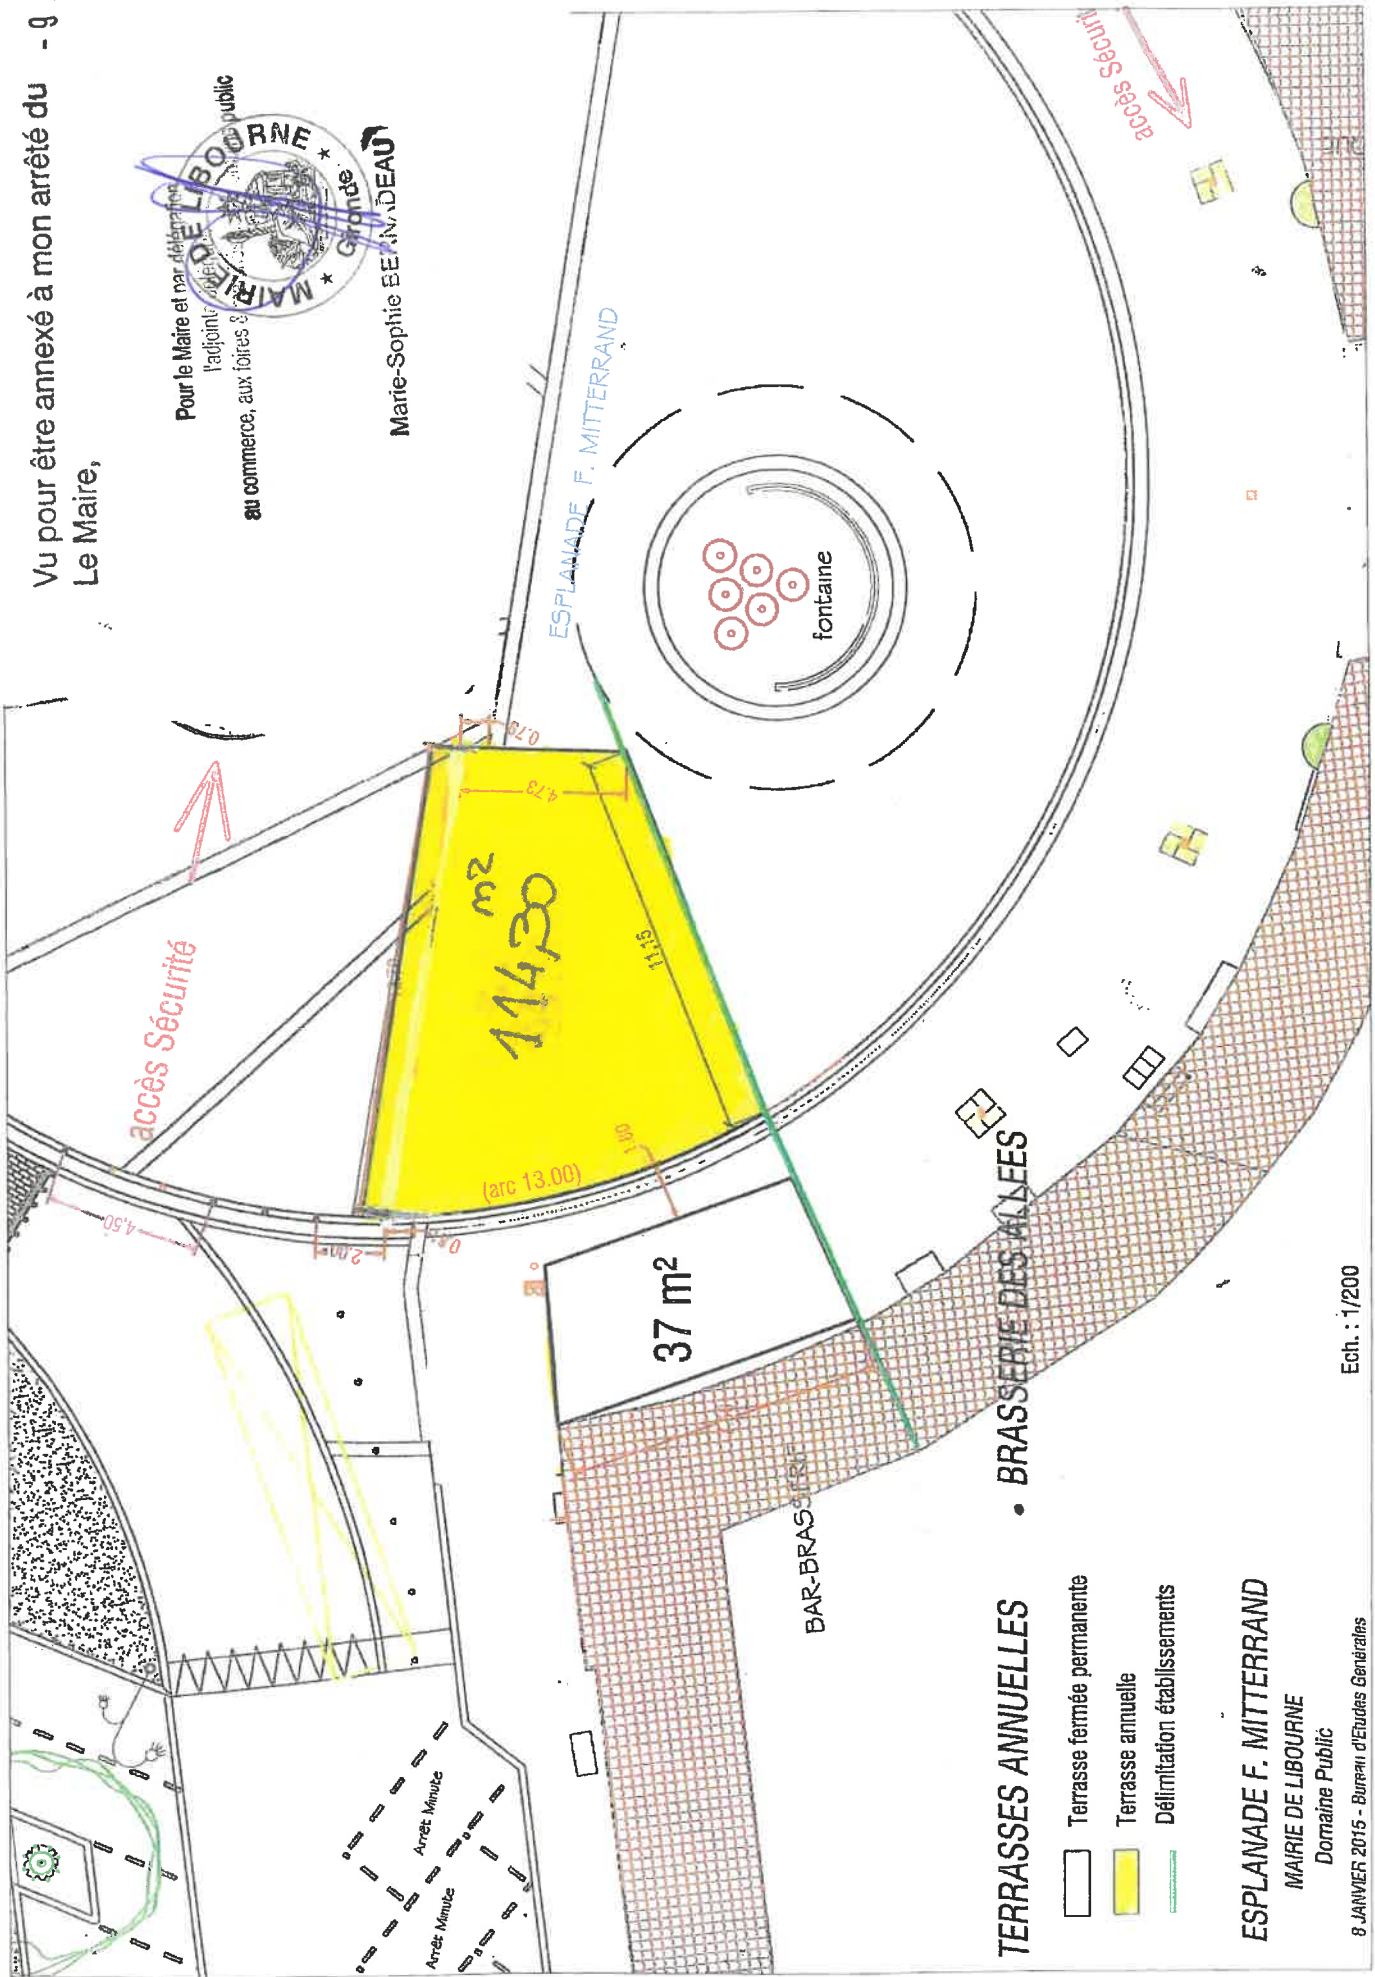 Vu pour être annexé à mon arrêté du - 9
Le Maire,
Pour le Maire et par délégation
l'adjointe
public
au commerce, aux foires &
MAIRIE DE LIBOURNE
★ Gironde ★
Marie-Sophie BERNADEAU
accès Sécurité
accès Sécurité
ESPLANADE F. MITTERRAND
fontaine
0.79
4.73
114,30 m²
11.15
(arc 13.00)
1.80
4,50
2.00
37 m²
BAR-BRASSERIE
Arrêt Minute
Arrêt Minute
TERRASSES ANNUELLES
• BRASSERIE DES ALLEES
Terrasse fermée permanente
Terrasse annuelle
Délimitation établissements
ESPLANADE F. MITTERRAND
MAIRIE DE LIBOURNE
Domaine Public
8 JANVIER 2015 - Bureau d'Etudes Générales
Ech. : 1/200